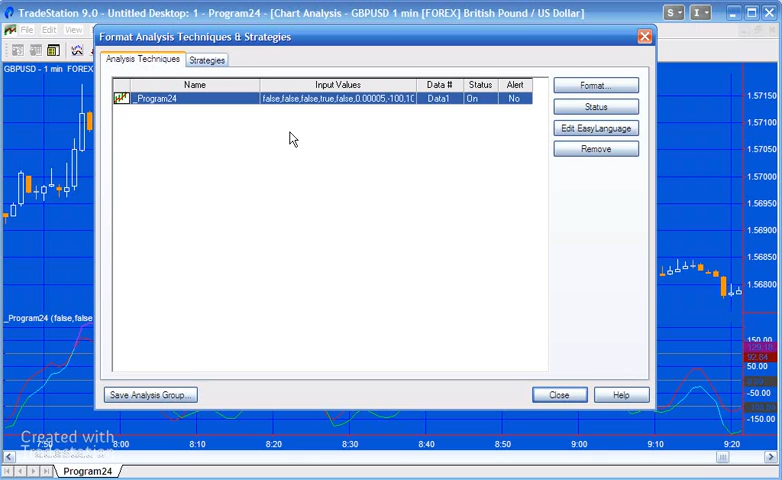 TradeStation 9.0 - Untitled Desktop: 1 - Program24 - [Chart Analysis - GBPUSD 1 min [FOREX] British Pound / US Dollar]
S
I
File Edit View
Format Analysis Techniques & Strategies
Analysis Techniques
Strategies
GBPUSD - 1 min FOREX
Name
Input Values
Data #
Status
Alert
_Program24
false,false,false,true,false,0.00005,-100,10
Data1
On
No
Format...
Status
Edit EasyLanguage
Remove
1.57150
1.57100
1.57050
1.57000
1.56950
1.56900
1.56850
1.56800
_Program24 (false,false
150.00
92.84
50.00
Save Analysis Group...
Close
Help
Created with
Tradestation
7:50
8:00
8:10
8:20
8:30
8:40
8:50
9:00
9:10
9:20
Program24